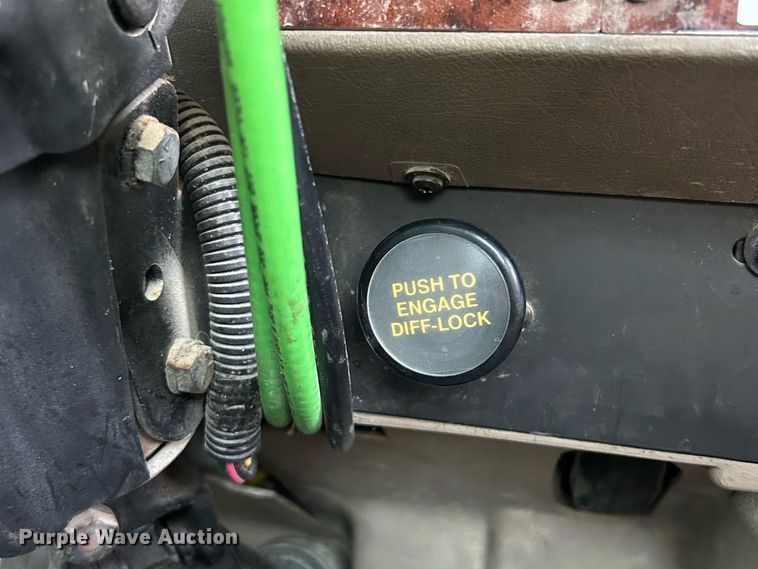 PUSH TO
ENGAGE
DIFF-LOCK
Purple Wave Auction